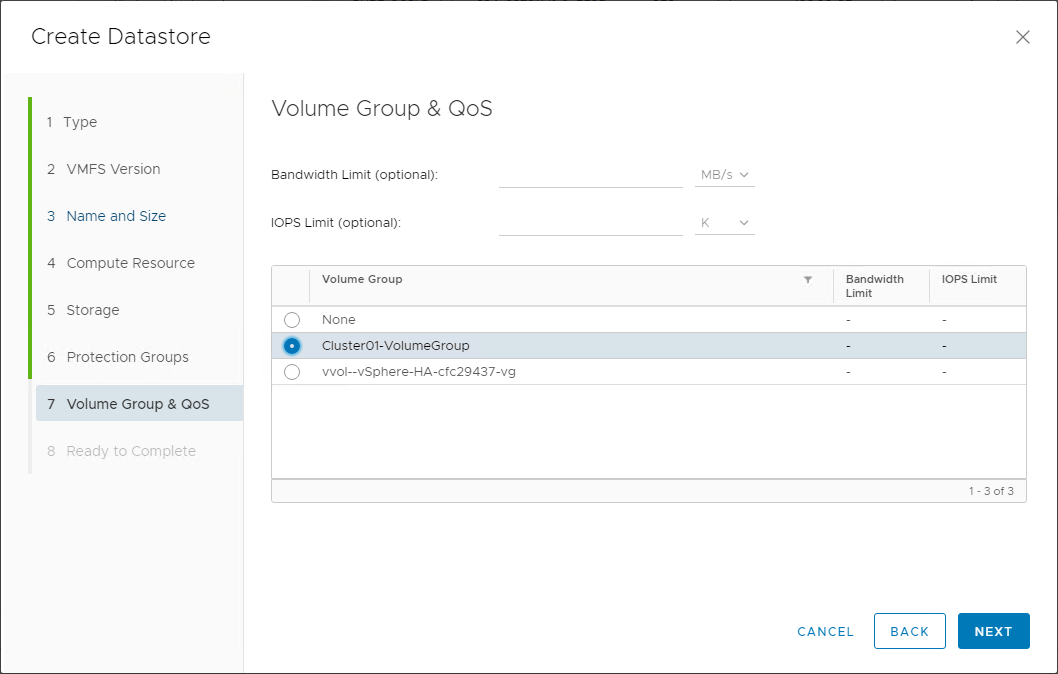 Create Datastore
1 Type
2 VMFS Version
3 Name and Size
4 Compute Resource
5 Storage
6 Protection Groups
7 Volume Group & QoS
8 Ready to Complete
Volume Group & QoS
Bandwidth Limit (optional): MB/s
IOPS Limit (optional): K
Volume Group Bandwidth Limit IOPS Limit
None - -
Cluster01-VolumeGroup - -
vvol--vSphere-HA-cfc29437-vg - -
1 - 3 of 3
CANCEL BACK NEXT